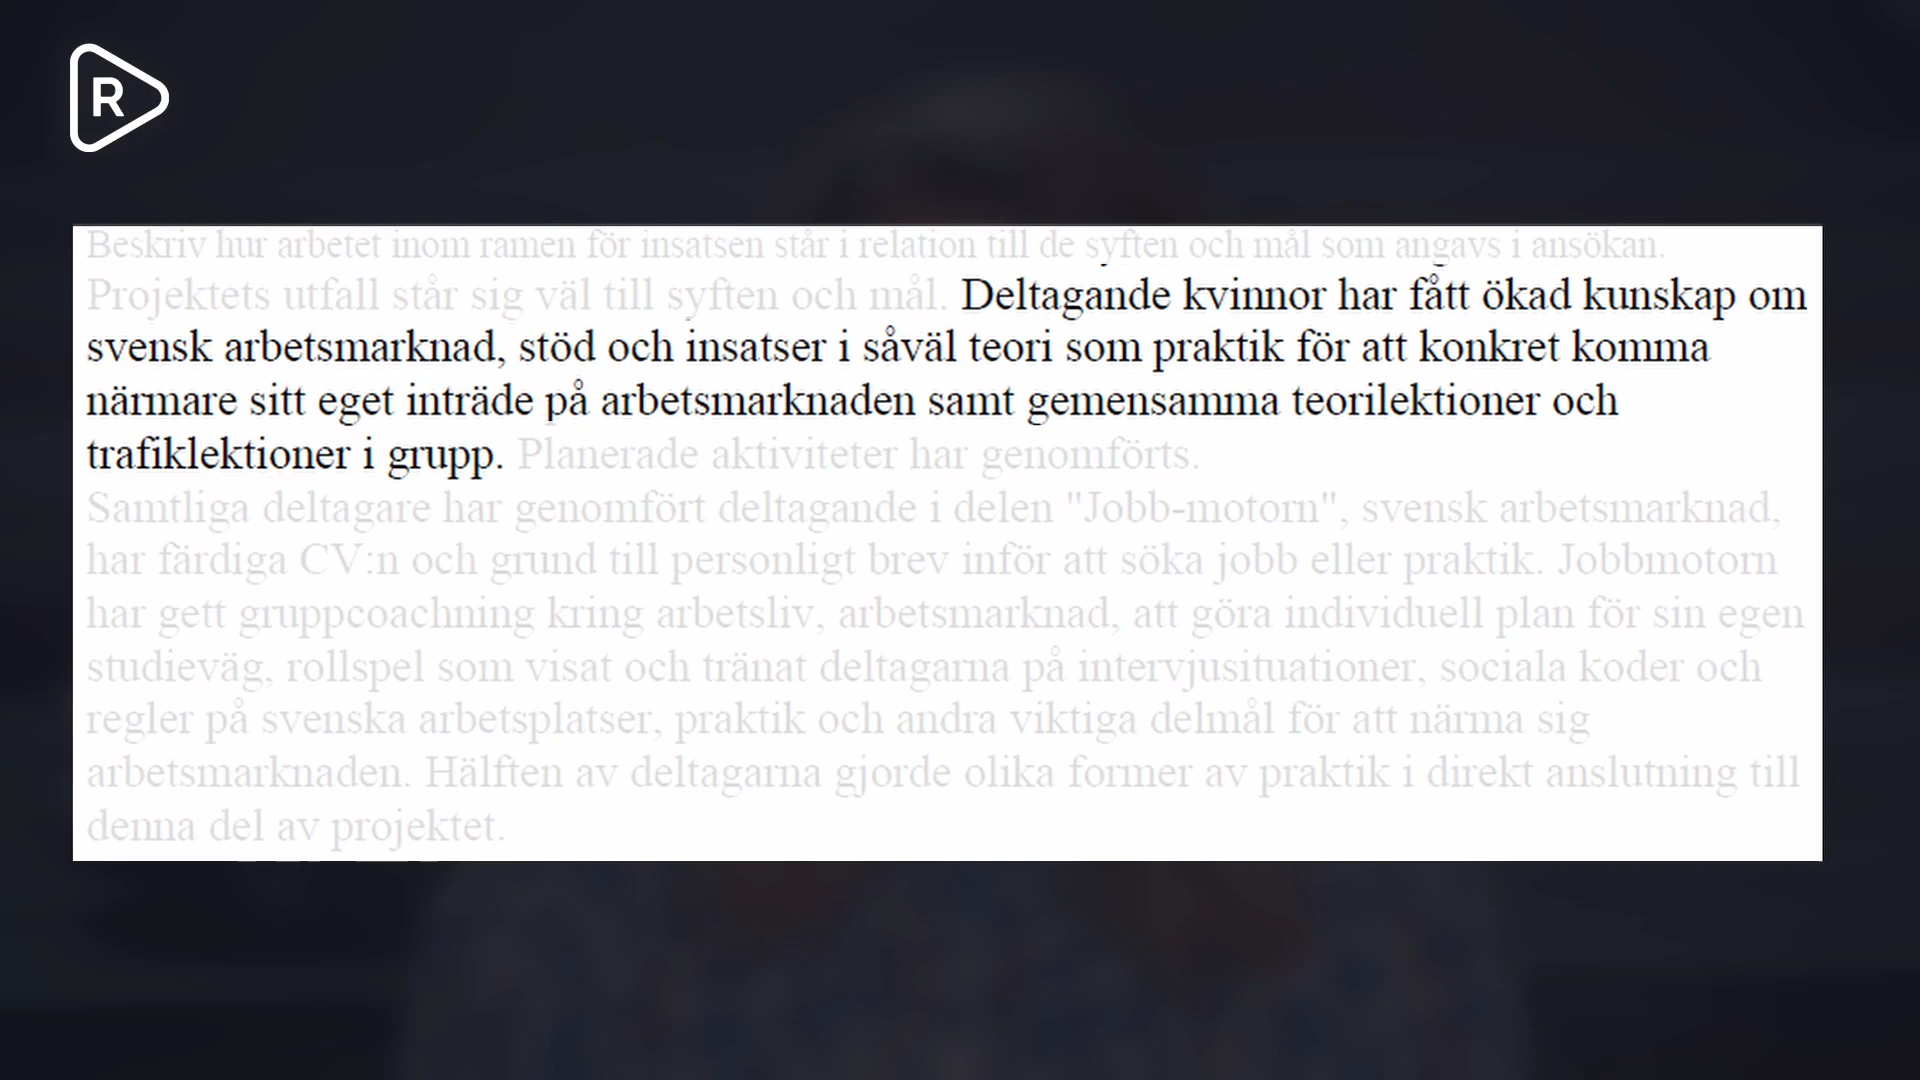 R
Beskriv hur arbetet inom ramen för insatsen står i relation till de syften och mål som angavs i ansökan.
Projektets utfall står sig väl till syften och mål. Deltagande kvinnor har fått ökad kunskap om
svensk arbetsmarknad, stöd och insatser i såväl teori som praktik för att konkret komma
närmare sitt eget inträde på arbetsmarknaden samt gemensamma teorilektioner och
trafiklektioner i grupp. Planerade aktiviteter har genomförts.
Samtliga deltagare har genomfört deltagande i delen "Jobb-motorn", svensk arbetsmarknad,
har färdiga CV:n och grund till personligt brev inför att söka jobb eller praktik. Jobbmotorn
har gett gruppcoachning kring arbetsliv, arbetsmarknad, att göra individuell plan för sin egen
studieväg, rollspel som visat och tränat deltagarna på intervjusituationer, sociala koder och
regler på svenska arbetsplatser, praktik och andra viktiga delmål för att närma sig
arbetsmarknaden. Hälften av deltagarna gjorde olika former av praktik i direkt anslutning till
denna del av projektet.